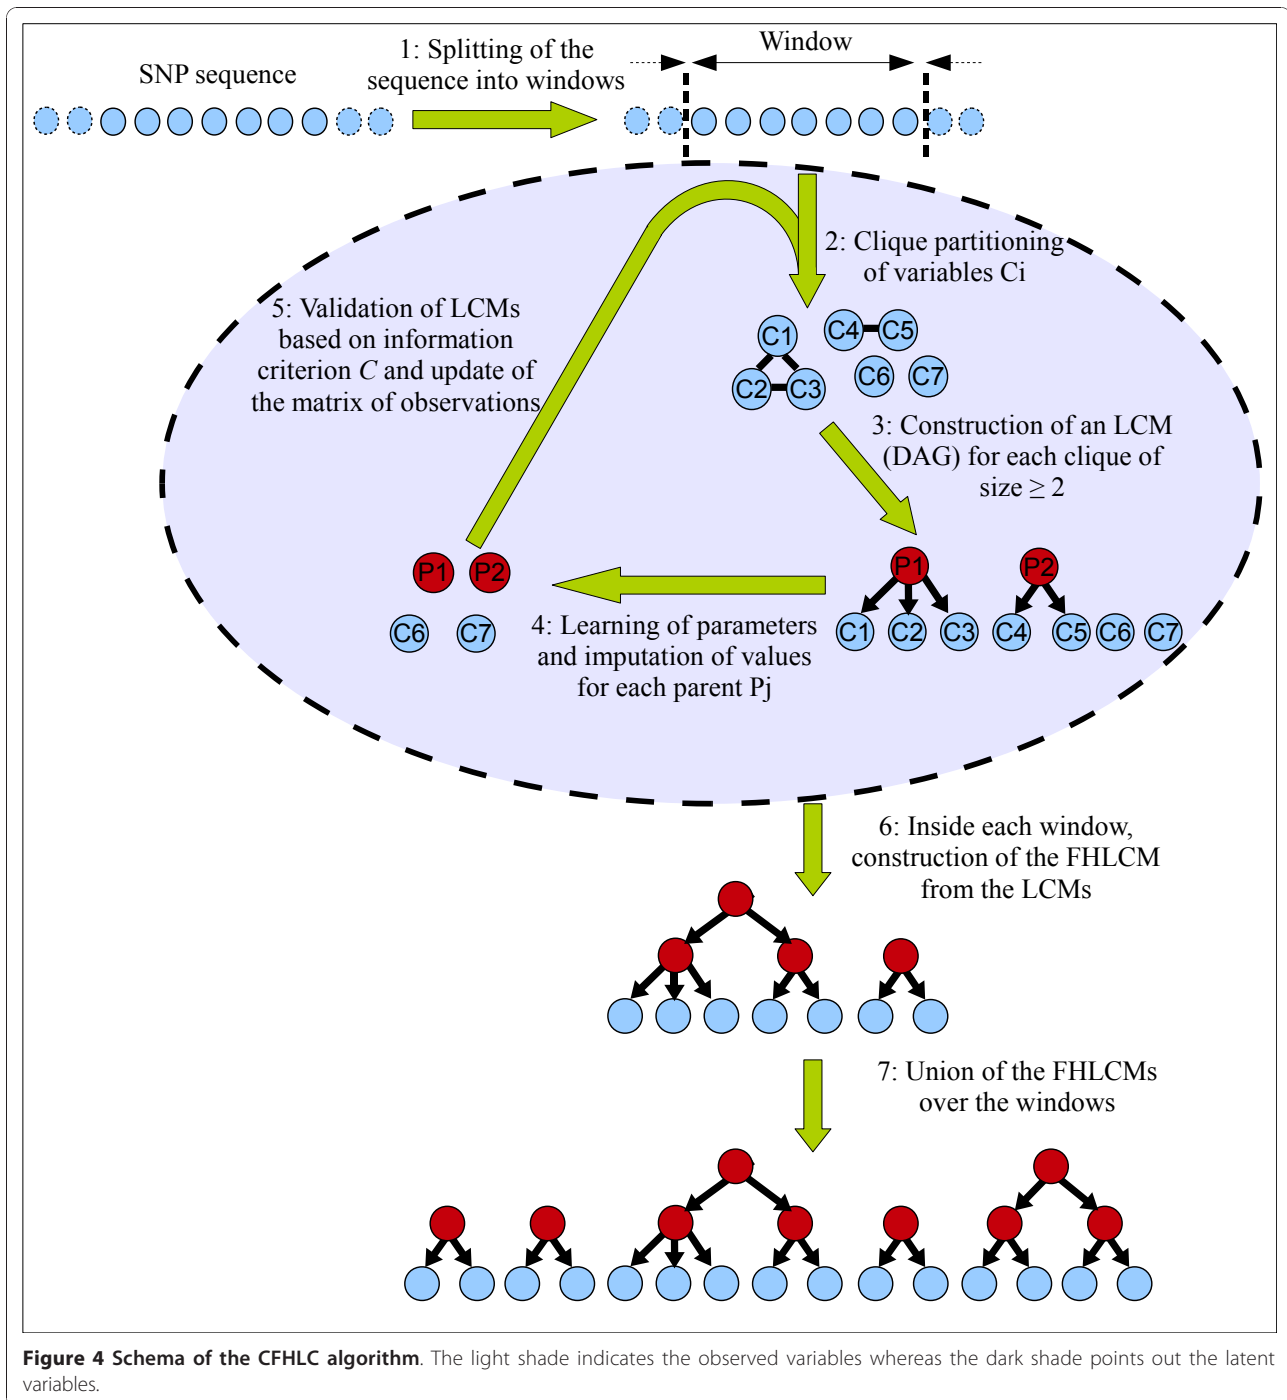 SNP sequence
1: Splitting of the
sequence into windows
Window
2: Clique partitioning
of variables Ci
C1
C4 C5
C2 C3
C6 C7
5: Validation of LCMs
based on information
criterion C and update of
the matrix of observations
3: Construction of an LCM
(DAG) for each clique of
size ≥ 2
P1 P2
C1 C2 C3 C4 C5 C6 C7
P1 P2
C6 C7
4: Learning of parameters
and imputation of values
for each parent Pj
6: Inside each window,
construction of the FHLCM
from the LCMs
7: Union of the FHLCMs
over the windows
Figure 4 Schema of the CFHLC algorithm. The light shade indicates the observed variables whereas the dark shade points out the latent
variables.